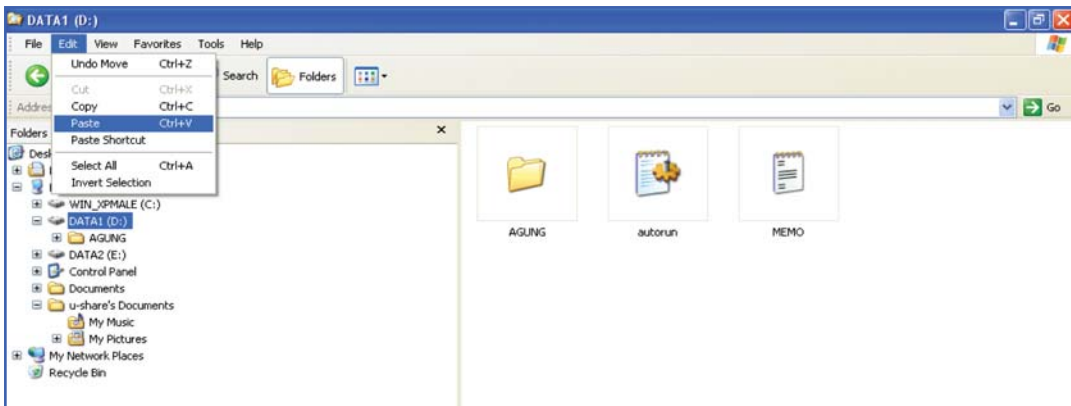 DATA1 (D:)
File Edit View Favorites Tools Help
Undo Move Ctrl+Z
Search Folders
Cut Ctrl+X
Addres Go
Copy Ctrl+C
Paste Ctrl+V
Folders
Paste Shortcut
Desk
Select All Ctrl+A
Invert Selection
WIN_XPMALE (C:)
DATA1 (D:)
AGUNG
DATA2 (E:)
Control Panel
Documents
u-share's Documents
My Music
My Pictures
My Network Places
Recycle Bin
AGUNG autorun MEMO